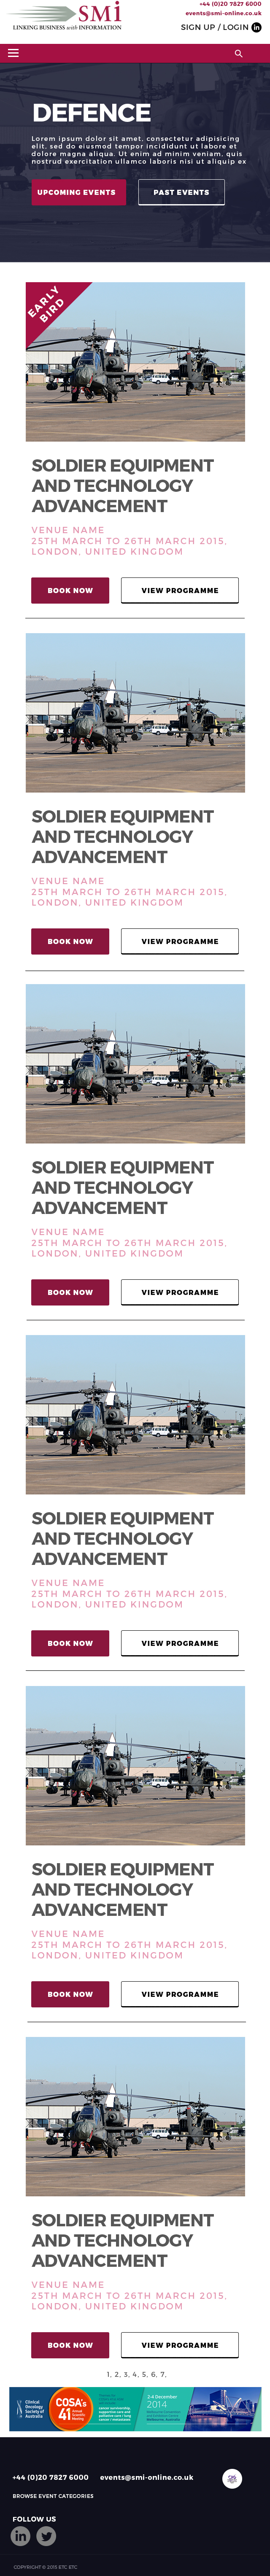 SMi
LINKING BUSINESS with INFORMATION
+44 (0)20 7827 6000
events@smi-online.co.uk
SIGN UP / LOGIN in
DEFENCE
Lorem ipsum dolor sit amet, consectetur adipisicing
elit, sed do eiusmod tempor incididunt ut labore et
dolore magna aliqua. Ut enim ad minim veniam, quis
nostrud exercitation ullamco laboris nisi ut aliquip ex
UPCOMING EVENTS PAST EVENTS
EARLY
BIRD
SOLDIER EQUIPMENT
AND TECHNOLOGY
ADVANCEMENT
VENUE NAME
25TH MARCH TO 26TH MARCH 2015,
LONDON, UNITED KINGDOM
BOOK NOW VIEW PROGRAMME
SOLDIER EQUIPMENT
AND TECHNOLOGY
ADVANCEMENT
VENUE NAME
25TH MARCH TO 26TH MARCH 2015,
LONDON, UNITED KINGDOM
BOOK NOW VIEW PROGRAMME
SOLDIER EQUIPMENT
AND TECHNOLOGY
ADVANCEMENT
VENUE NAME
25TH MARCH TO 26TH MARCH 2015,
LONDON, UNITED KINGDOM
BOOK NOW VIEW PROGRAMME
SOLDIER EQUIPMENT
AND TECHNOLOGY
ADVANCEMENT
VENUE NAME
25TH MARCH TO 26TH MARCH 2015,
LONDON, UNITED KINGDOM
BOOK NOW VIEW PROGRAMME
SOLDIER EQUIPMENT
AND TECHNOLOGY
ADVANCEMENT
VENUE NAME
25TH MARCH TO 26TH MARCH 2015,
LONDON, UNITED KINGDOM
BOOK NOW VIEW PROGRAMME
SOLDIER EQUIPMENT
AND TECHNOLOGY
ADVANCEMENT
VENUE NAME
25TH MARCH TO 26TH MARCH 2015,
LONDON, UNITED KINGDOM
BOOK NOW VIEW PROGRAMME
1, 2, 3, 4, 5, 6, 7,
Clinical
Oncology
Society of
Australia
COSA's
41
Annual
Scientific
Meeting
2-4 December
2014
+44 (0)20 7827 6000 events@smi-online.co.uk
BROWSE EVENT CATEGORIES
FOLLOW US
in
COPYRIGHT © 2015 ETC ETC